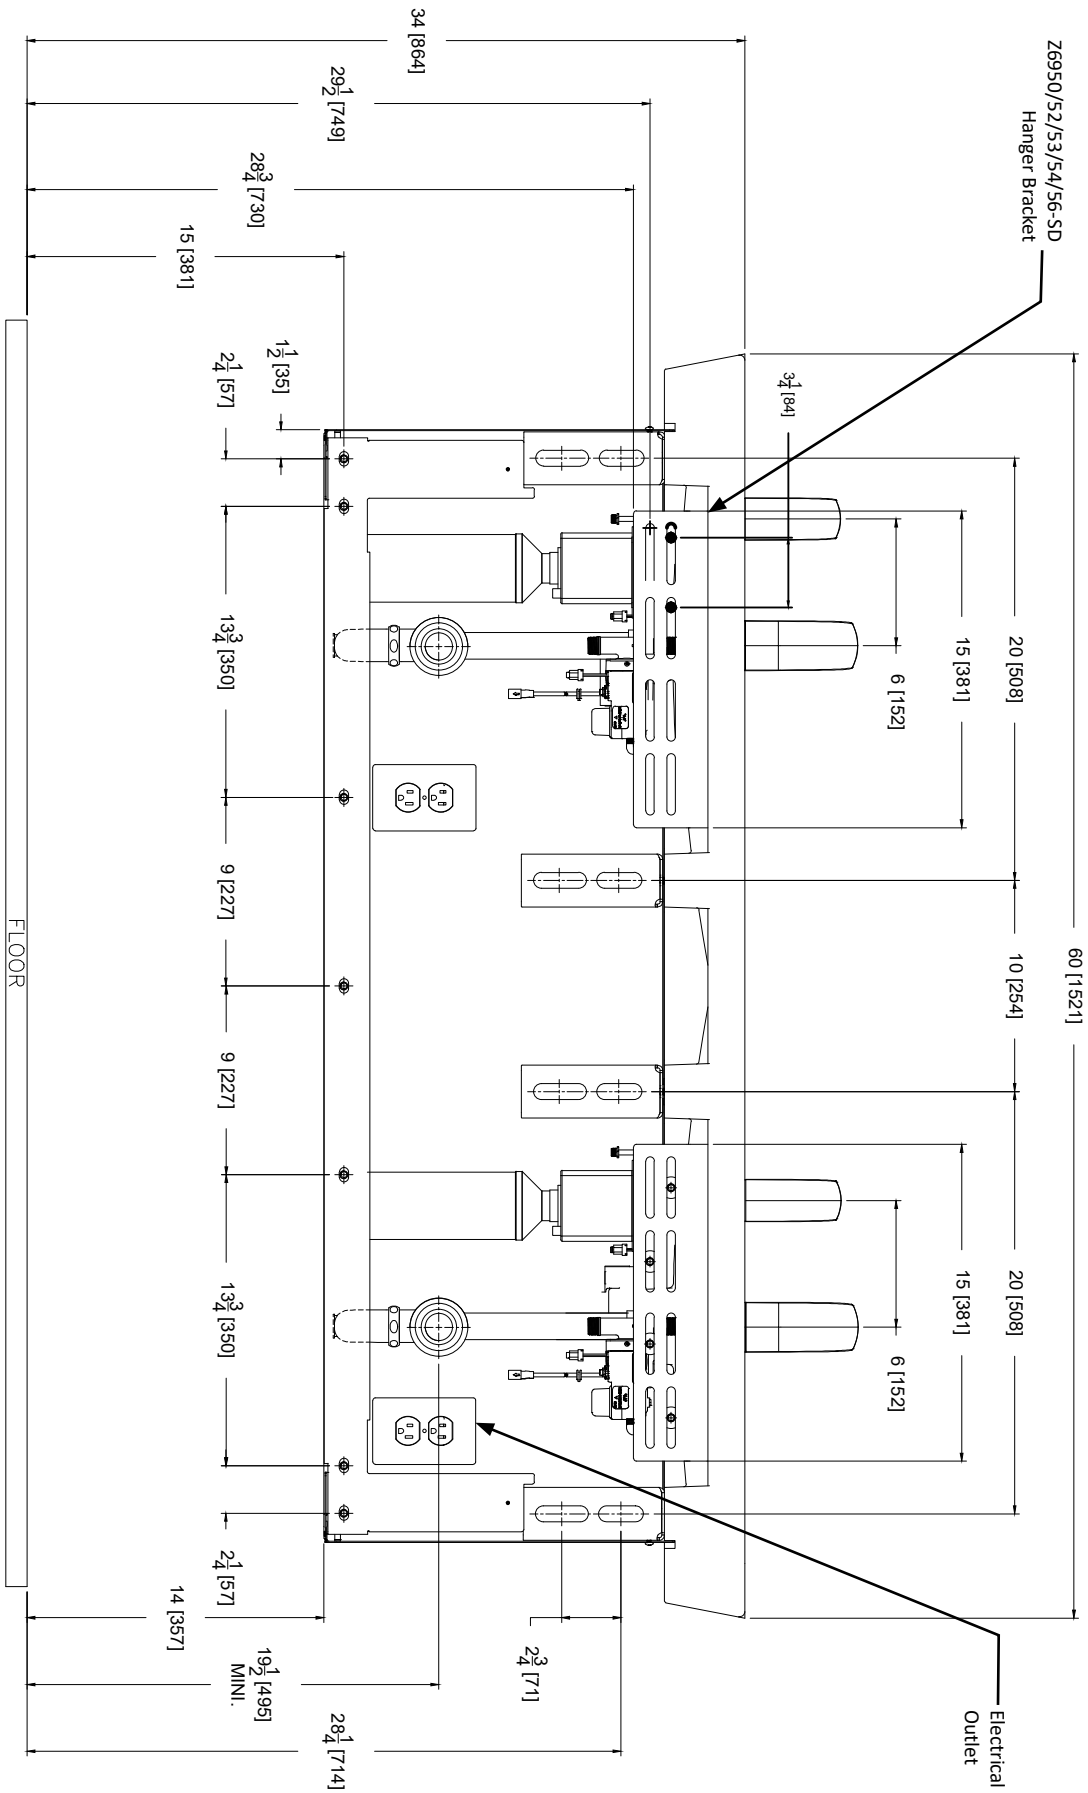 60 [1521]
20 [508]
10 [254]
20 [508]
15 [381]
15 [381]
6 [152]
6 [152]
Z6950/52/53/54/56-SD
Hanger Bracket
3 1/4 [84]
Electrical
Outlet
34 [864]
29 1/2 [749]
28 3/4 [730]
15 [381]
1 1/2 [35]
2 1/4 [57]
13 3/4 [350]
9 [227]
9 [227]
13 3/4 [350]
2 1/4 [57]
14 [357]
2 3/4 [71]
19 1/2 [495]
MINI.
28 1/4 [714]
FLOOR